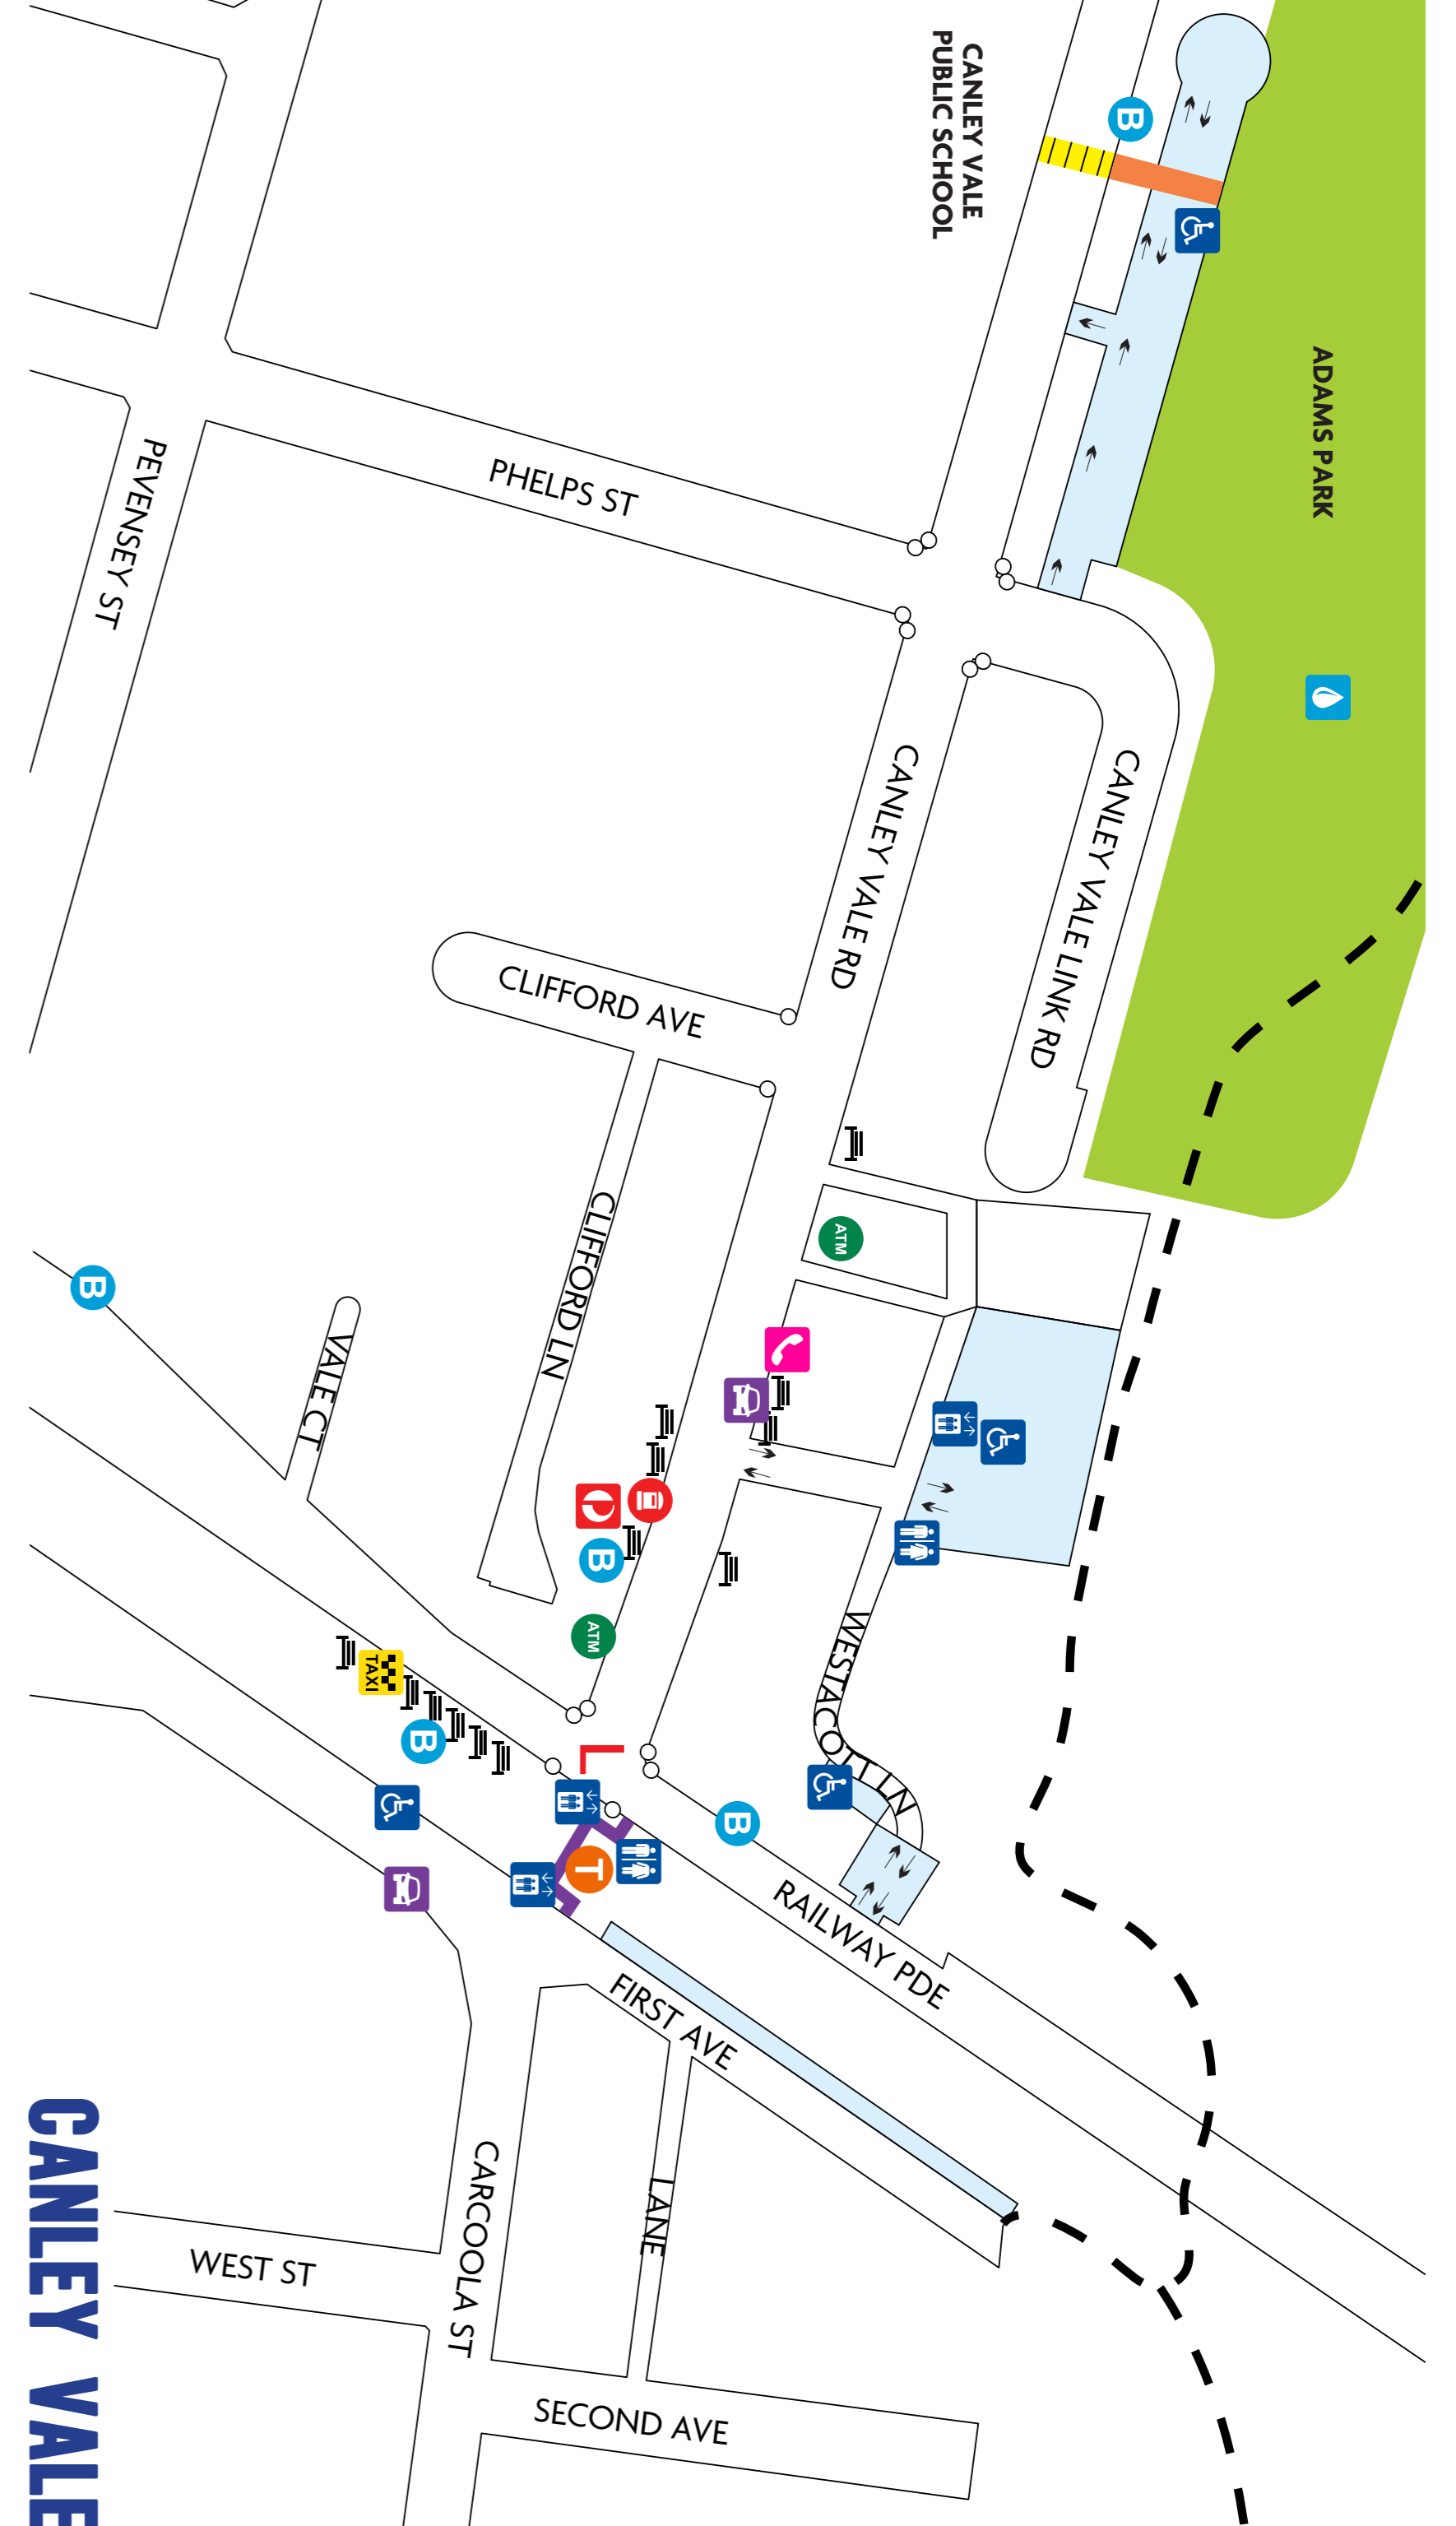 CANLEY VALE
PUBLIC SCHOOL
B
ADAMS PARK
PHELPS ST
PEVENSEY ST
CANLEY VALE RD
CANLEY VALE LINK RD
CLIFFORD AVE
CLIFFORD LN
ATM
VALE CT
B
B
ATM
WESTACOTT LN
TAXI
B
B
T
RAILWAY PDE
FIRST AVE
LANE
CARCOOLA ST
WEST ST
SECOND AVE
CANLEY VALE